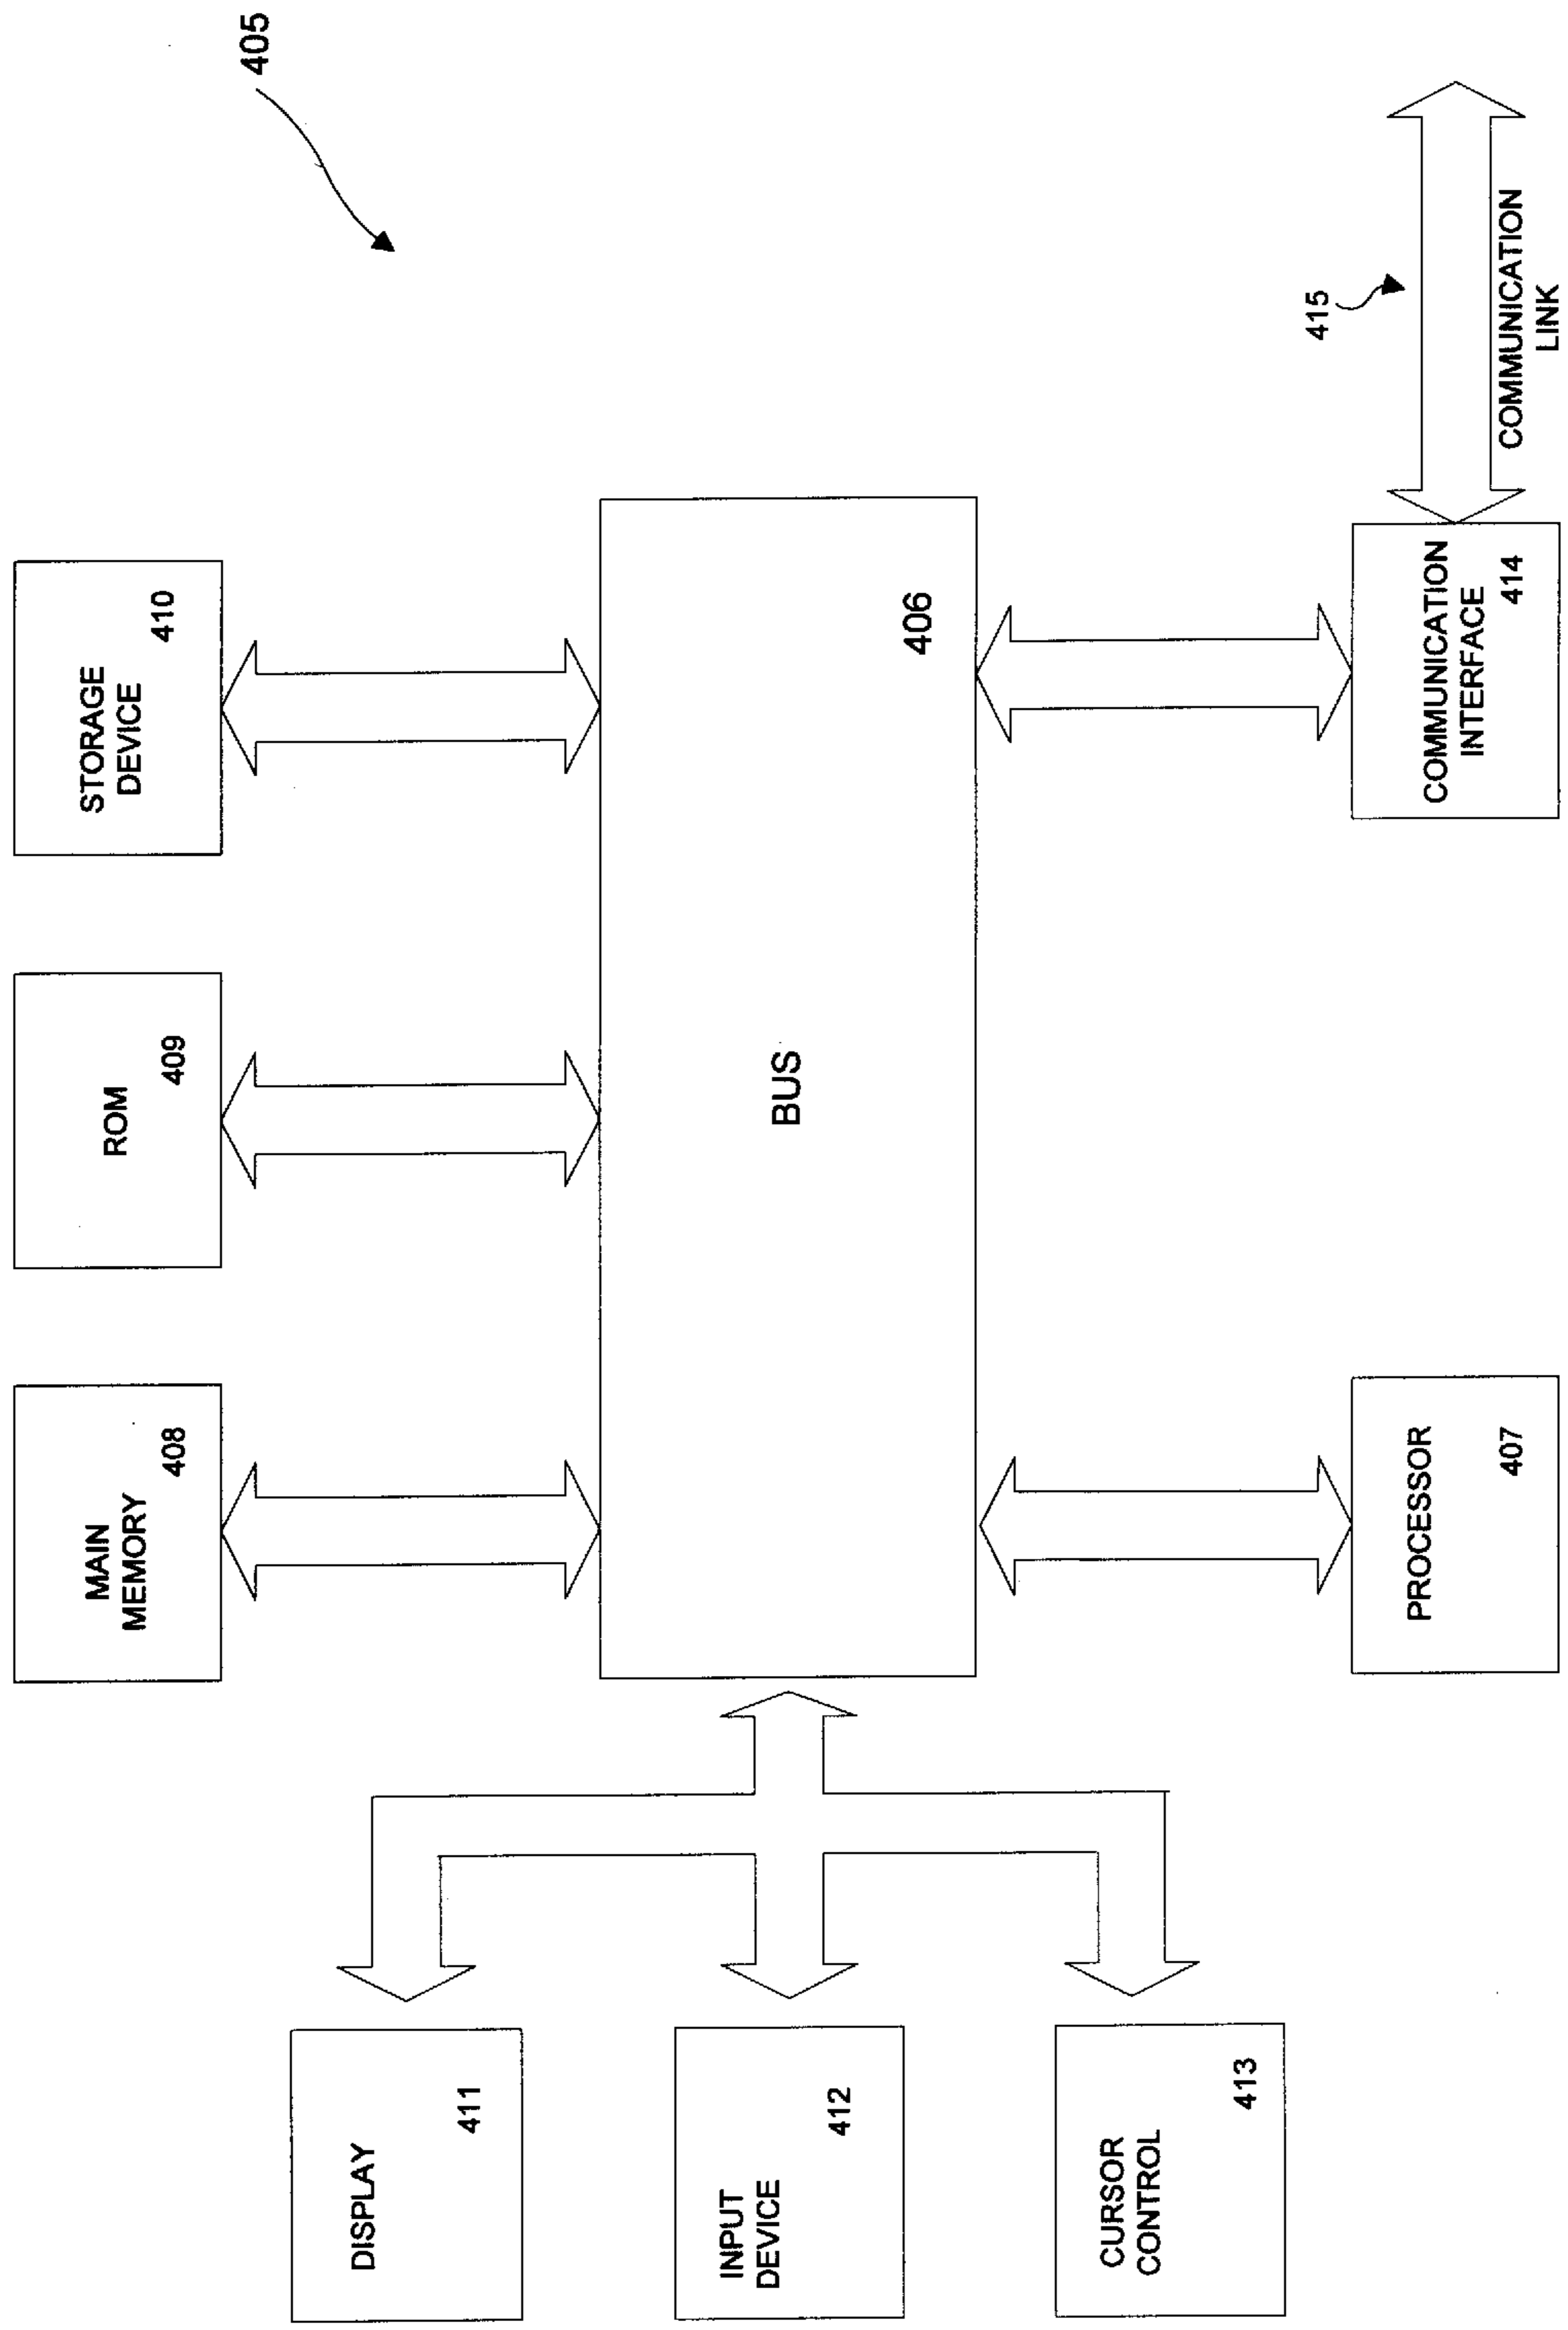 405
MAIN
MEMORY
408
ROM
409
STORAGE
DEVICE
410
DISPLAY
411
INPUT
DEVICE
412
CURSOR
CONTROL
413
BUS
406
PROCESSOR
407
COMMUNICATION
INTERFACE
414
415
COMMUNICATION
LINK